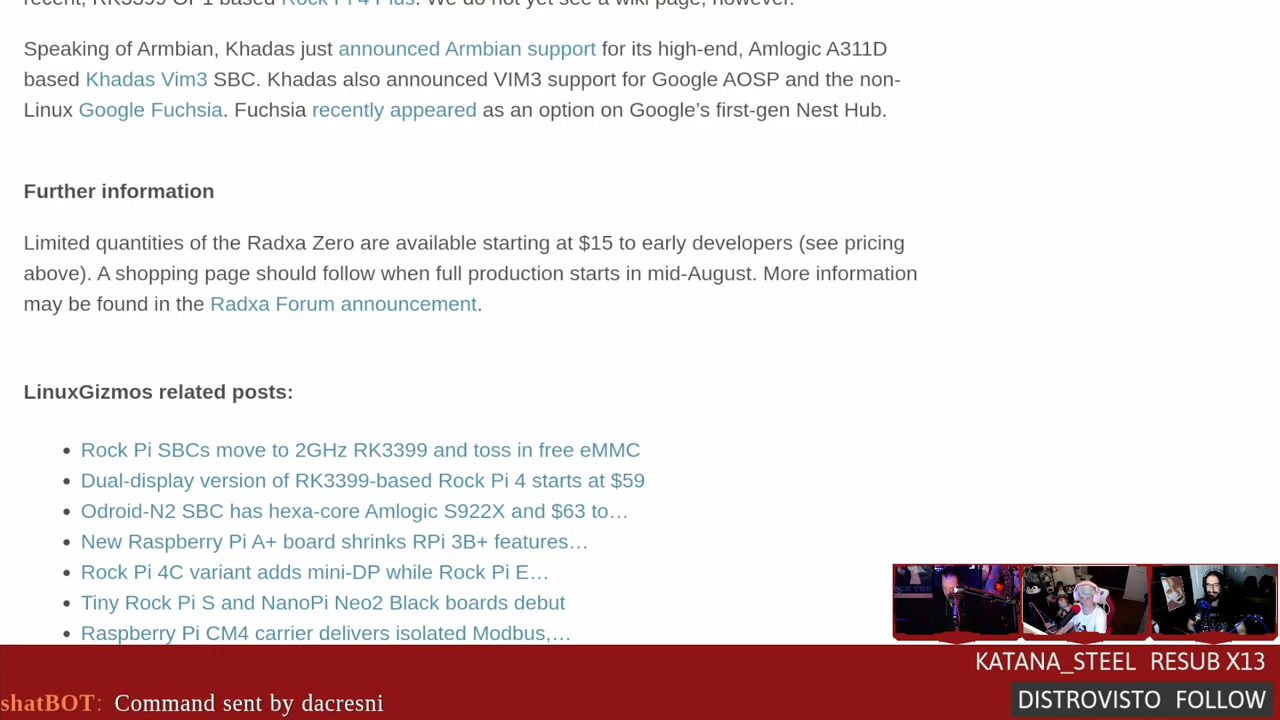 Speaking of Armbian, Khadas just announced Armbian support for its high-end, Amlogic A311D
based Khadas Vim3 SBC. Khadas also announced VIM3 support for Google AOSP and the non-
Linux Google Fuchsia. Fuchsia recently appeared as an option on Google’s first-gen Nest Hub.
Further information
Limited quantities of the Radxa Zero are available starting at $15 to early developers (see pricing
above). A shopping page should follow when full production starts in mid-August. More information
may be found in the Radxa Forum announcement.
LinuxGizmos related posts:
• Rock Pi SBCs move to 2GHz RK3399 and toss in free eMMC
• Dual-display version of RK3399-based Rock Pi 4 starts at $59
• Odroid-N2 SBC has hexa-core Amlogic S922X and $63 to…
• New Raspberry Pi A+ board shrinks RPi 3B+ features…
• Rock Pi 4C variant adds mini-DP while Rock Pi E…
• Tiny Rock Pi S and NanoPi Neo2 Black boards debut
• Raspberry Pi CM4 carrier delivers isolated Modbus,…
KATANA_STEEL RESUB X13
shatBOT: Command sent by dacresni
DISTROVISTO FOLLOW